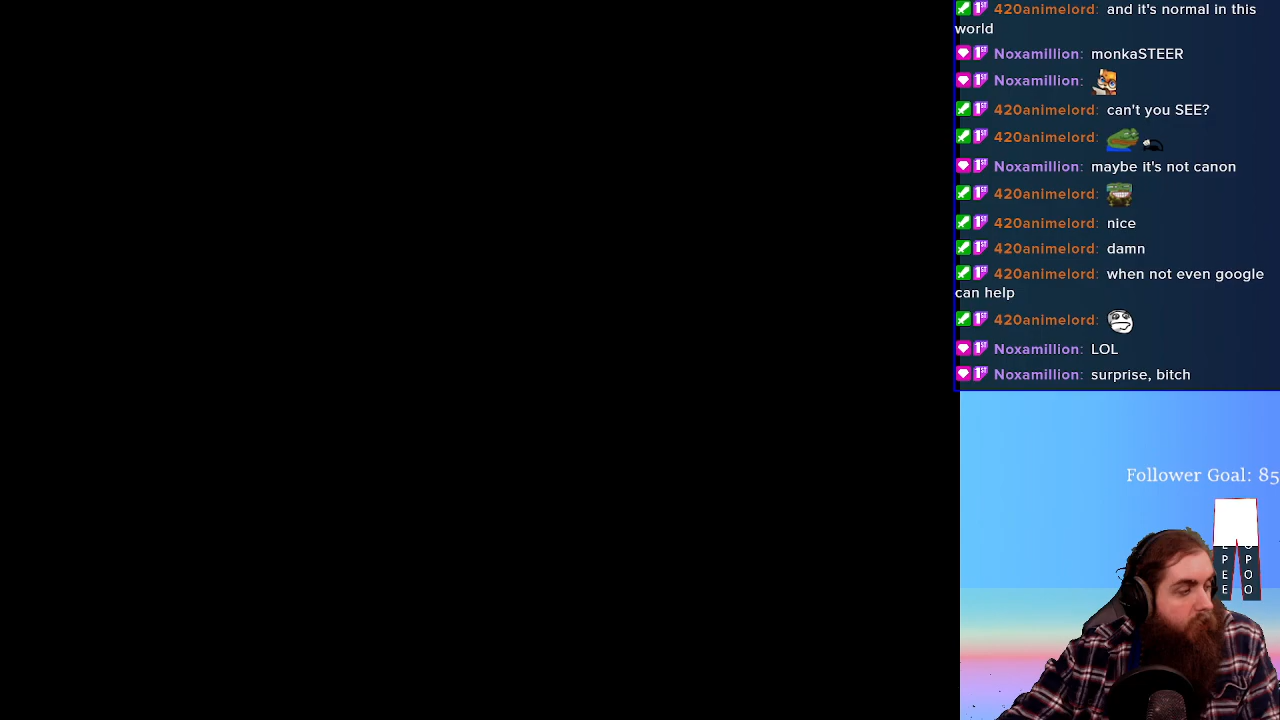 420animelord: and it's normal in this
world
Noxamillion: monkaSTEER
Noxamillion:
420animelord: can't you SEE?
420animelord:
Noxamillion: maybe it's not canon
420animelord:
420animelord: nice
420animelord: damn
420animelord: when not even google
can help
420animelord:
Noxamillion: LOL
Noxamillion: surprise, bitch
Follower Goal: 85
P P
E O
E O